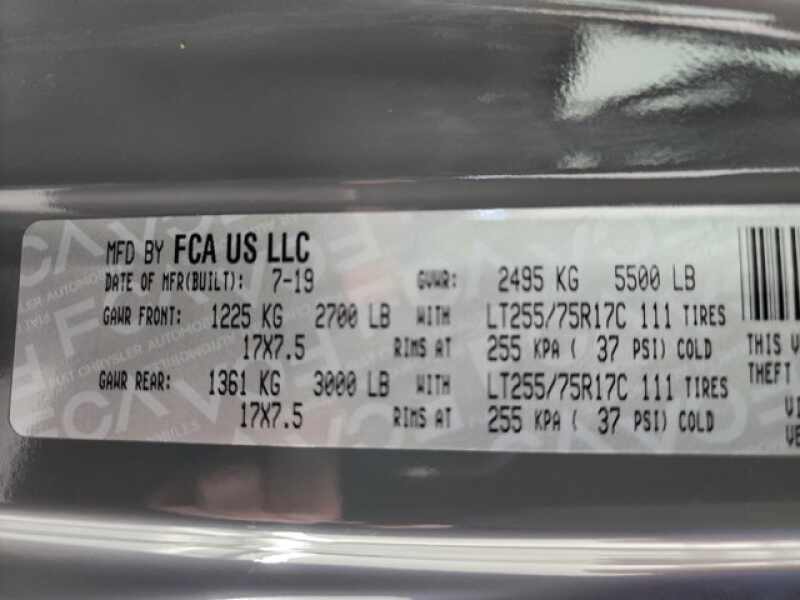 MFD BY FCA US LLC
DATE OF MFR(BUILT): 7-19 GVWR: 2495 KG 5500 LB
GAWR FRONT: 1225 KG 2700 LB WITH LT255/75R17C 111 TIRES
17X7.5 RIMS AT 255 KPA ( 37 PSI) COLD
GAWR REAR: 1361 KG 3000 LB WITH LT255/75R17C 111 TIRES
17X7.5 RIMS AT 255 KPA ( 37 PSI) COLD
THIS V
THEFT
VI
VE